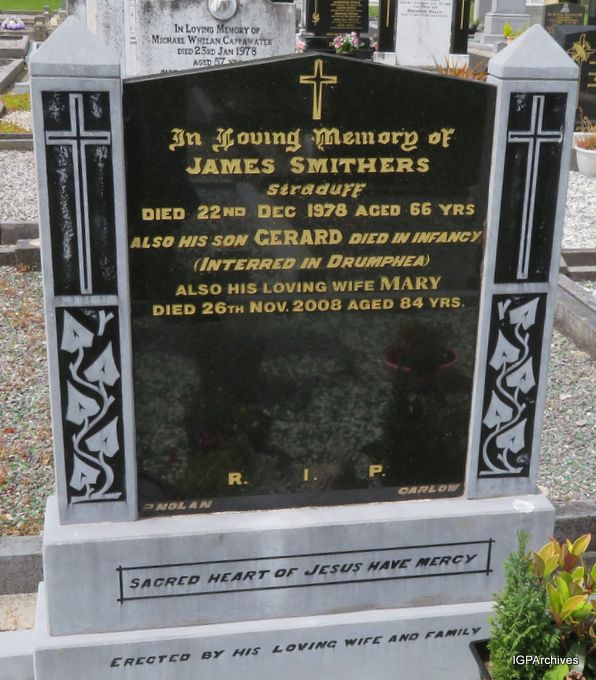 In Loving Memory of
Michael Whelan Cappawater
Died 23rd Jan 1978
Aged 57
In Loving Memory of
James Smithers
Straduff
Died 22nd Dec 1978 Aged 66 Yrs
Also His Son Gerard Died in Infancy
(Interred in Drumphea)
Also His Loving Wife Mary
Died 26th Nov. 2008 Aged 84 Yrs.
R. I. P.
P. Nolan Carlow
Sacred Heart of Jesus Have Mercy
Erected by His Loving Wife and Family
IGPArchives